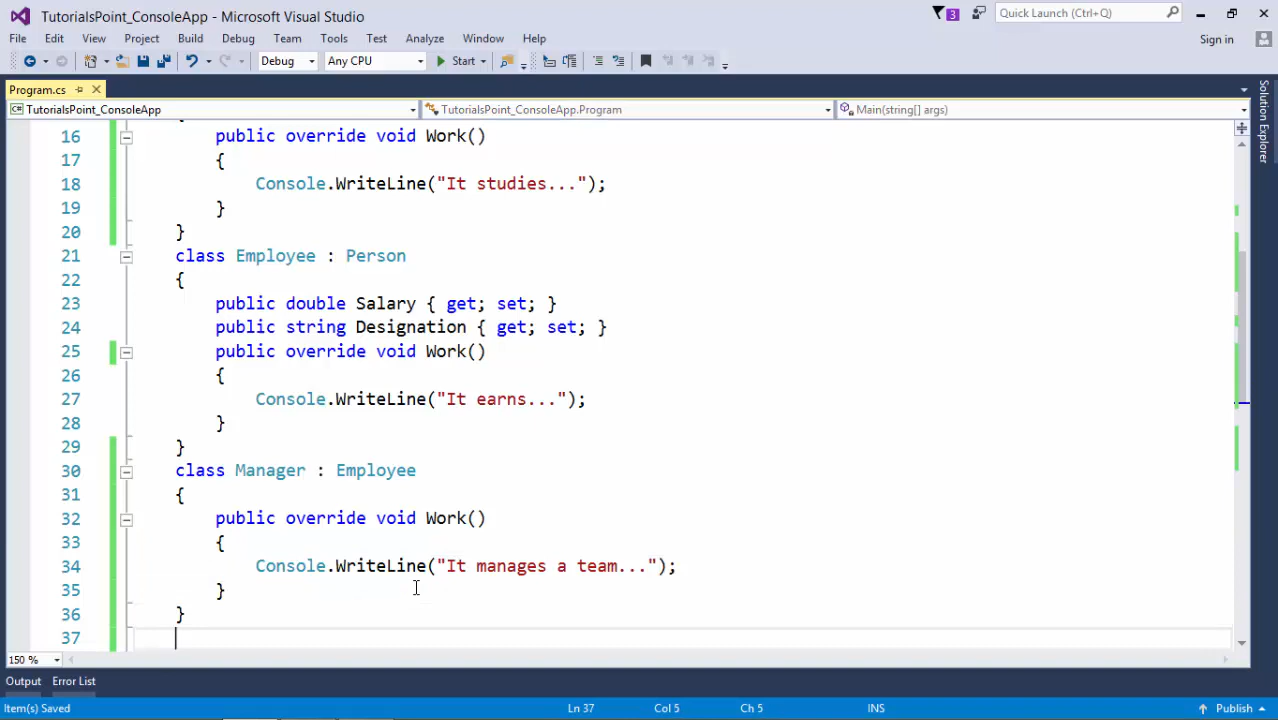 TutorialsPoint_ConsoleApp - Microsoft Visual Studio
3
Quick Launch (Ctrl+Q)
File Edit View Project Build Debug Team Tools Test Analyze Window Help
Sign in
Debug Any CPU Start
Program.cs
TutorialsPoint_ConsoleApp TutorialsPoint_ConsoleApp.Program Main(string[] args)
Solution Explorer
16 public override void Work()
17 {
18 Console.WriteLine("It studies...");
19 }
20 }
21 class Employee : Person
22 {
23 public double Salary { get; set; }
24 public string Designation { get; set; }
25 public override void Work()
26 {
27 Console.WriteLine("It earns...");
28 }
29 }
30 class Manager : Employee
31 {
32 public override void Work()
33 {
34 Console.WriteLine("It manages a team...");
35 }
36 }
37
150 %
Output Error List
Item(s) Saved Ln 37 Col 5 Ch 5 INS Publish